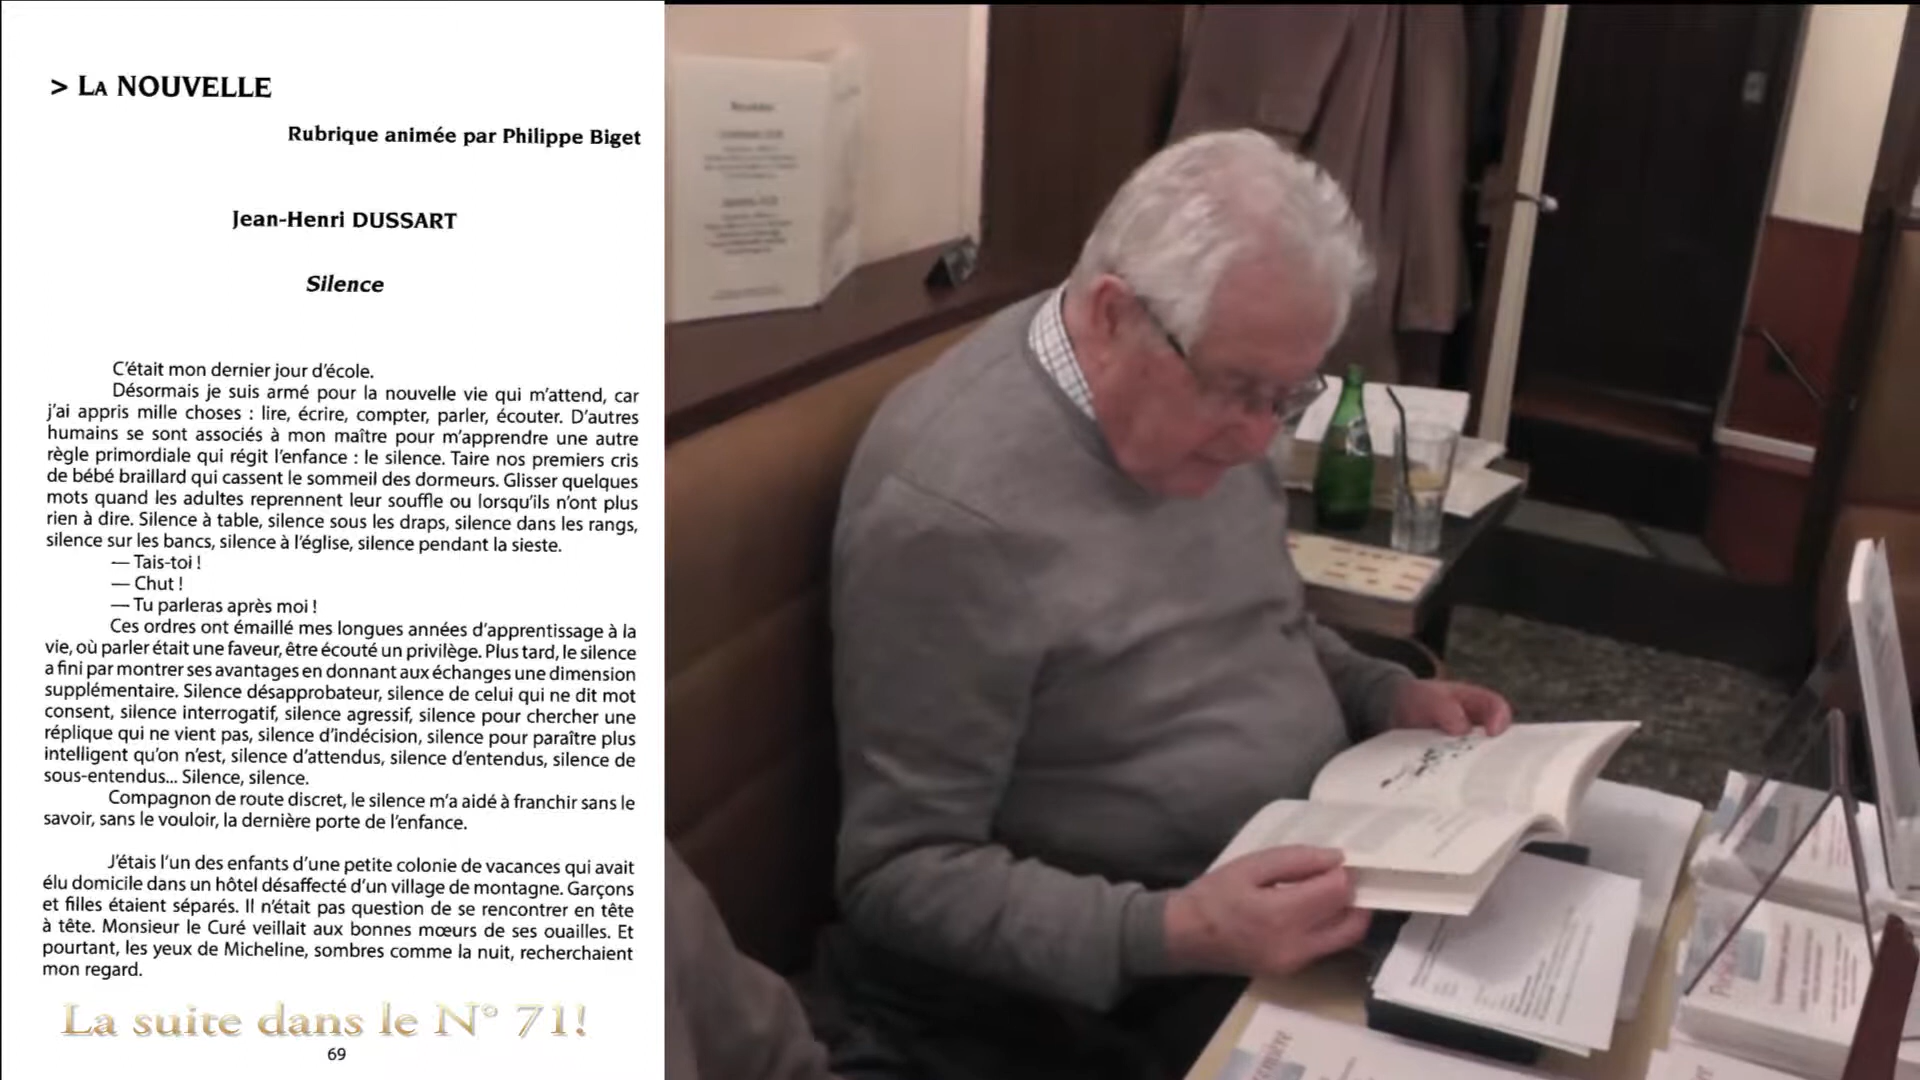 > LA NOUVELLE
Rubrique animée par Philippe Biget
Jean-Henri DUSSART
Silence
C'était mon dernier jour d'école.
Désormais je suis armé pour la nouvelle vie qui m'attend, car
j'ai appris mille choses : lire, écrire, compter, parler, écouter. D'autres
humains se sont associés à mon maître pour m'apprendre une autre
règle primordiale qui régit l'enfance : le silence. Taire nos premiers cris
de bébé braillard qui cassent le sommeil des dormeurs. Glisser quelques
mots quand les adultes reprennent leur souffle ou lorsqu'ils n'ont plus
rien à dire. Silence à table, silence sous les draps, silence dans les rangs,
silence sur les bancs, silence à l'église, silence pendant la sieste.
— Tais-toi !
— Chut !
— Tu parleras après moi !
Ces ordres ont émaillé mes longues années d'apprentissage à la
vie, où parler était une faveur, être écouté un privilège. Plus tard, le silence
a fini par montrer ses avantages en donnant aux échanges une dimension
supplémentaire. Silence désapprobateur, silence de celui qui ne dit mot
consent, silence interrogatif, silence agressif, silence pour chercher une
réplique qui ne vient pas, silence d'indécision, silence pour paraître plus
intelligent qu'on n'est, silence d'attendus, silence d'entendus, silence de
sous-entendus... Silence, silence.
Compagnon de route discret, le silence m'a aidé à franchir sans le
savoir, sans le vouloir, la dernière porte de l'enfance.
J'étais l'un des enfants d'une petite colonie de vacances qui avait
élu domicile dans un hôtel désaffecté d'un village de montagne. Garçons
et filles étaient séparés. Il n'était pas question de se rencontrer en tête
à tête. Monsieur le Curé veillait aux bonnes mœurs de ses ouailles. Et
pourtant, les yeux de Micheline, sombres comme la nuit, recherchaient
mon regard.
La suite dans le N° 71!
69